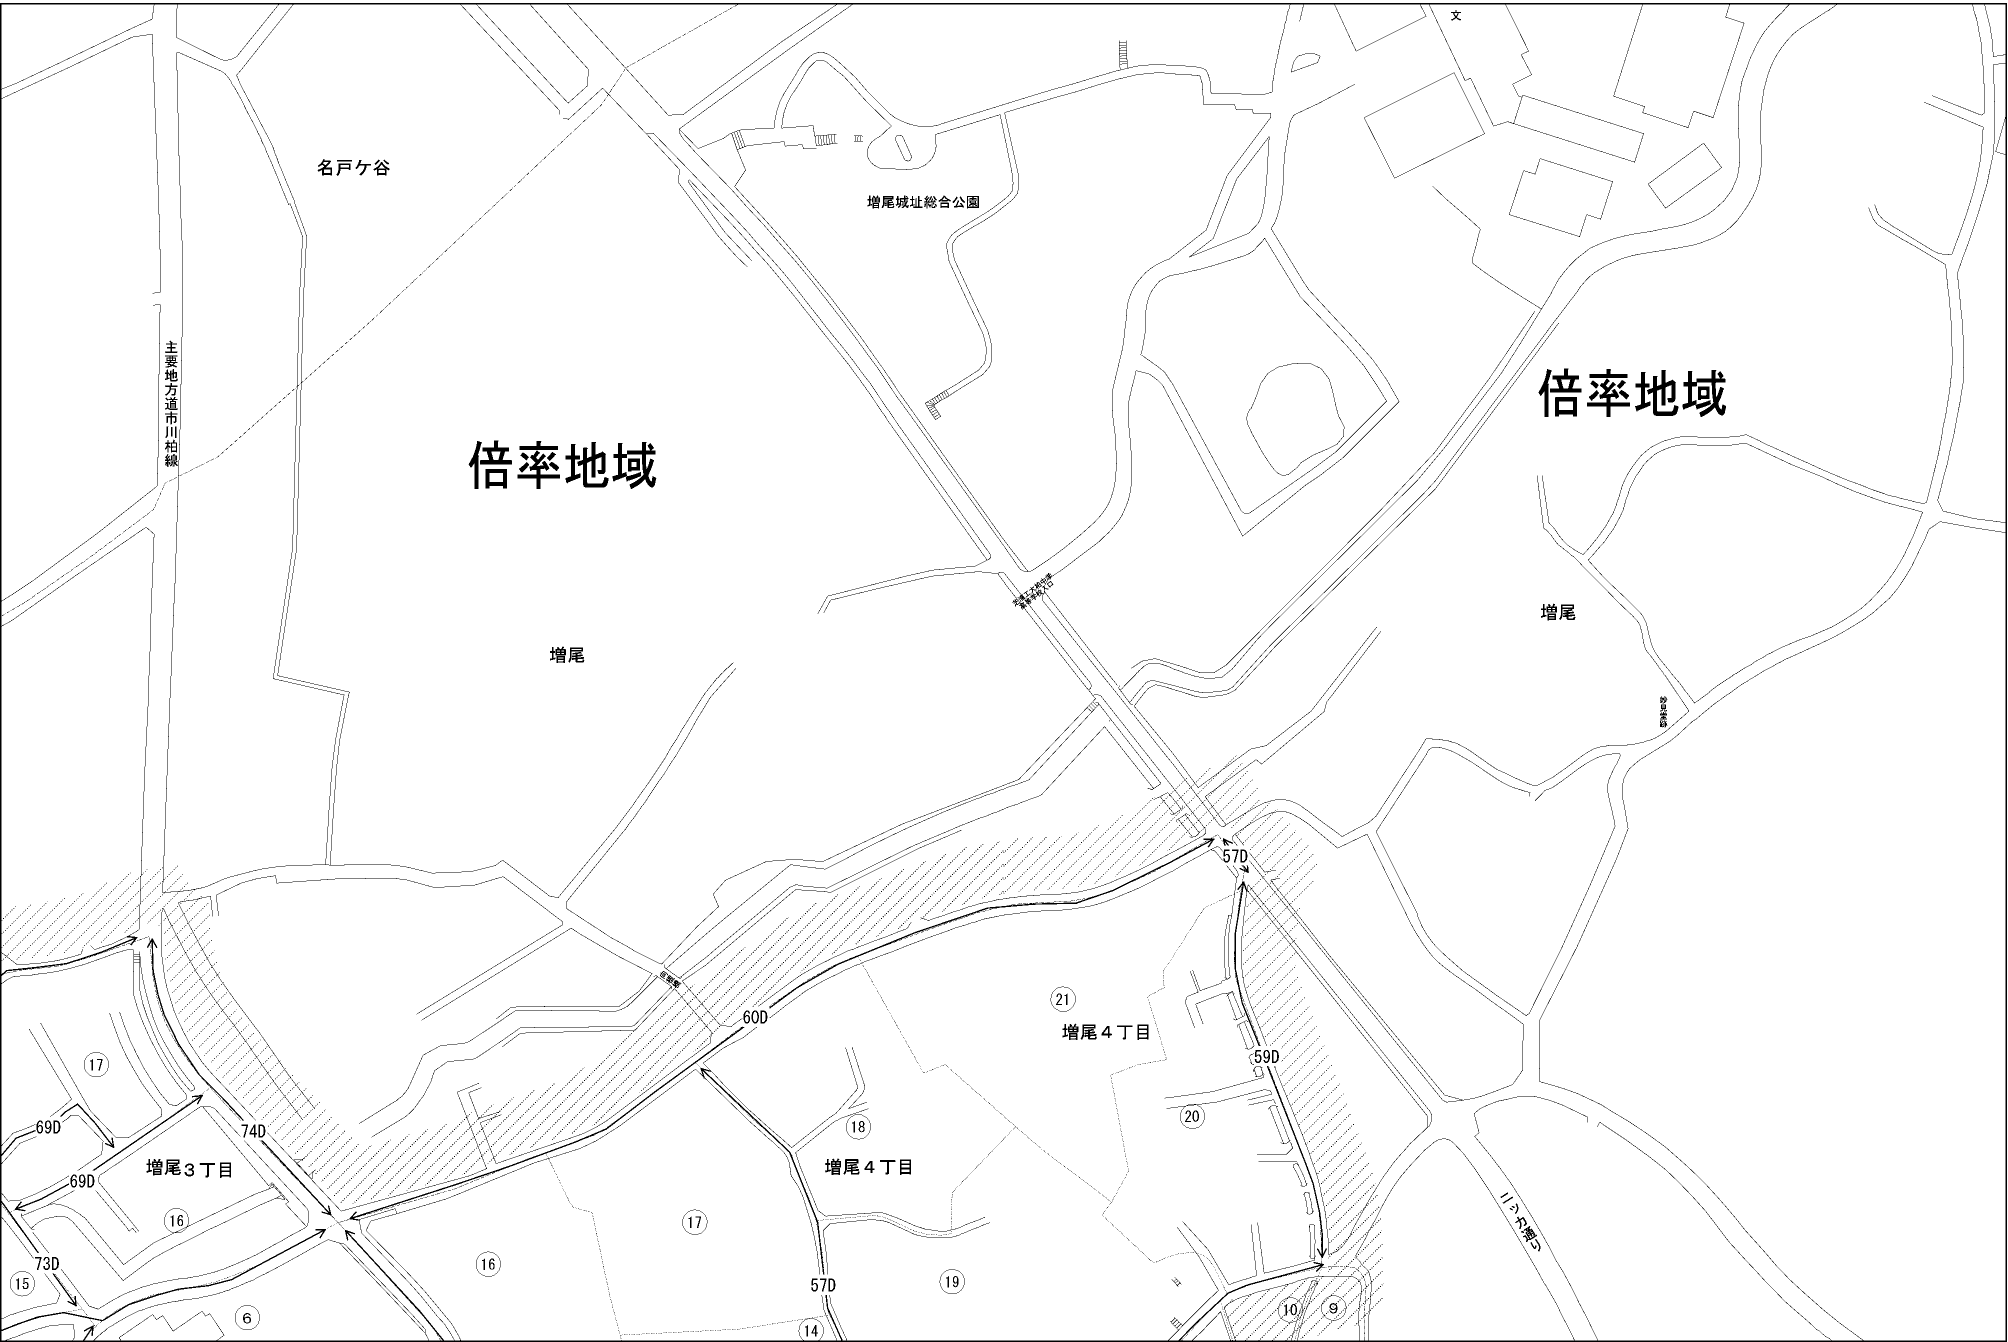 文
名戸ケ谷
増尾城址総合公園
主要地方道市川柏線
倍率地域
倍率地域
増尾
増尾
57D
21
60D
増尾4丁目
59D
17
20
69D
74D
18
増尾3丁目
増尾4丁目
69D
16
17
ニッカ通り
73D
16
15
57D
19
10
9
6
14